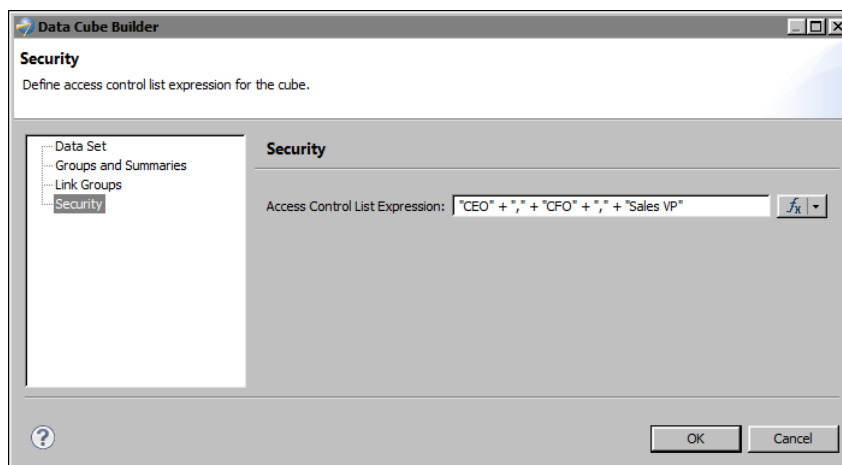 Data Cube Builder
Security
Define access control list expression for the cube.
Data Set
Groups and Summaries
Link Groups
Security
Security
Access Control List Expression: "CEO" + "," + "CFO" + "," + "Sales VP"
fx
?
OK
Cancel